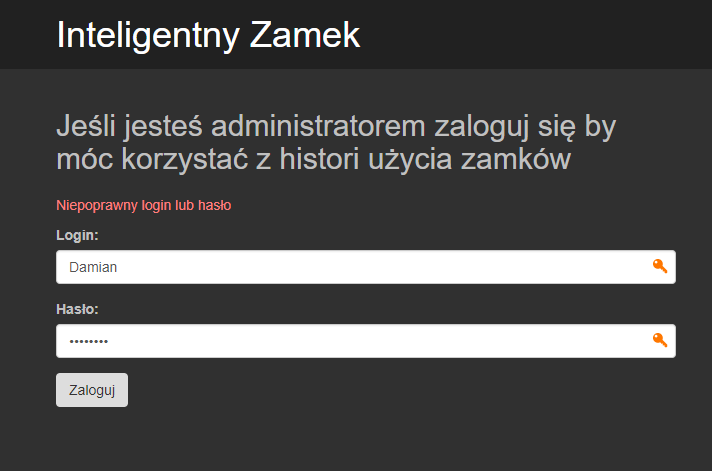 Inteligentny Zamek
Jeśli jesteś administratorem zaloguj się by
móc korzystać z histori użycia zamków
Niepoprawny login lub hasło
Login:
Damian
Hasło:
••••••••
Zaloguj